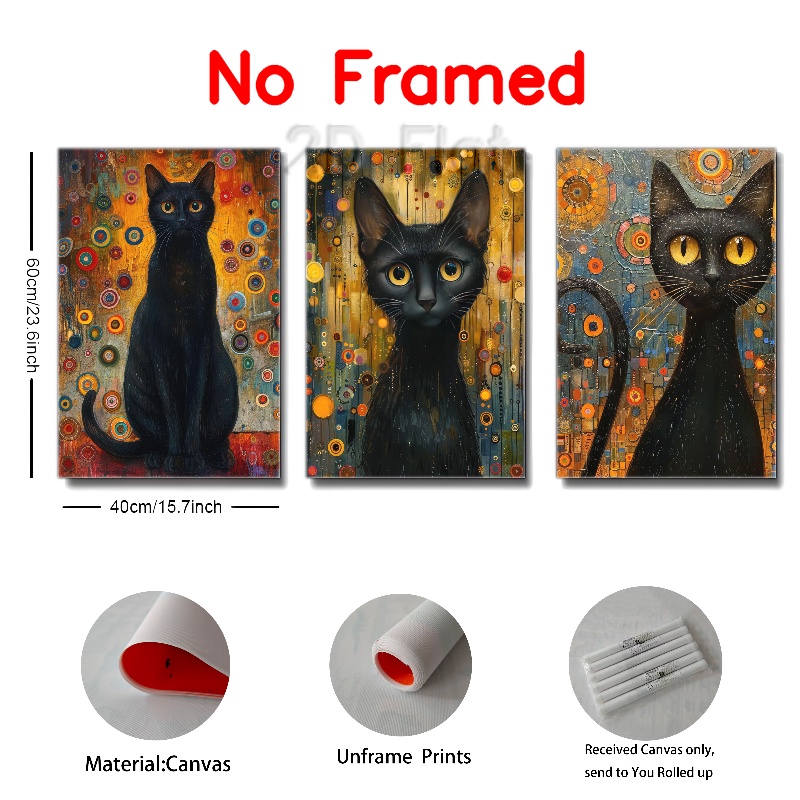 No Framed
2D Flat
60cm/23.6inch
40cm/15.7inch
Material:Canvas
Unframe Prints
Received Canvas only,
send to You Rolled up